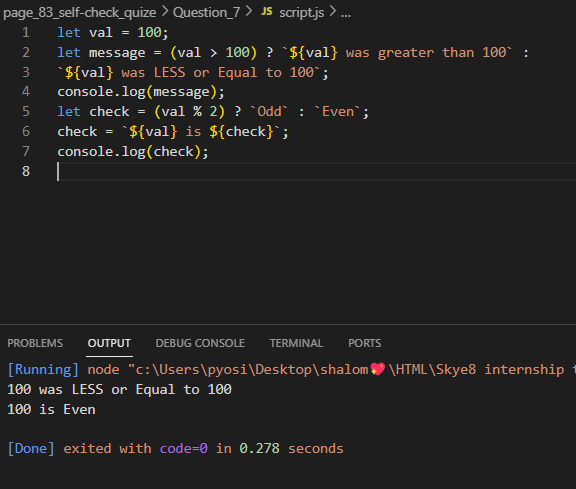 page_83_self-check_quize > Question_7 > JS script.js > ...
1 let val = 100;
2 let message = (val > 100) ? `${val} was greater than 100` :
3 `${val} was LESS or Equal to 100`;
4 console.log(message);
5 let check = (val % 2) ? `Odd` : `Even`;
6 check = `${val} is ${check}`;
7 console.log(check);
8
PROBLEMS OUTPUT DEBUG CONSOLE TERMINAL PORTS
[Running] node "c:\Users\pyosi\Desktop\shalom💖\HTML\Skye8 internship
100 was LESS or Equal to 100
100 is Even
[Done] exited with code=0 in 0.278 seconds